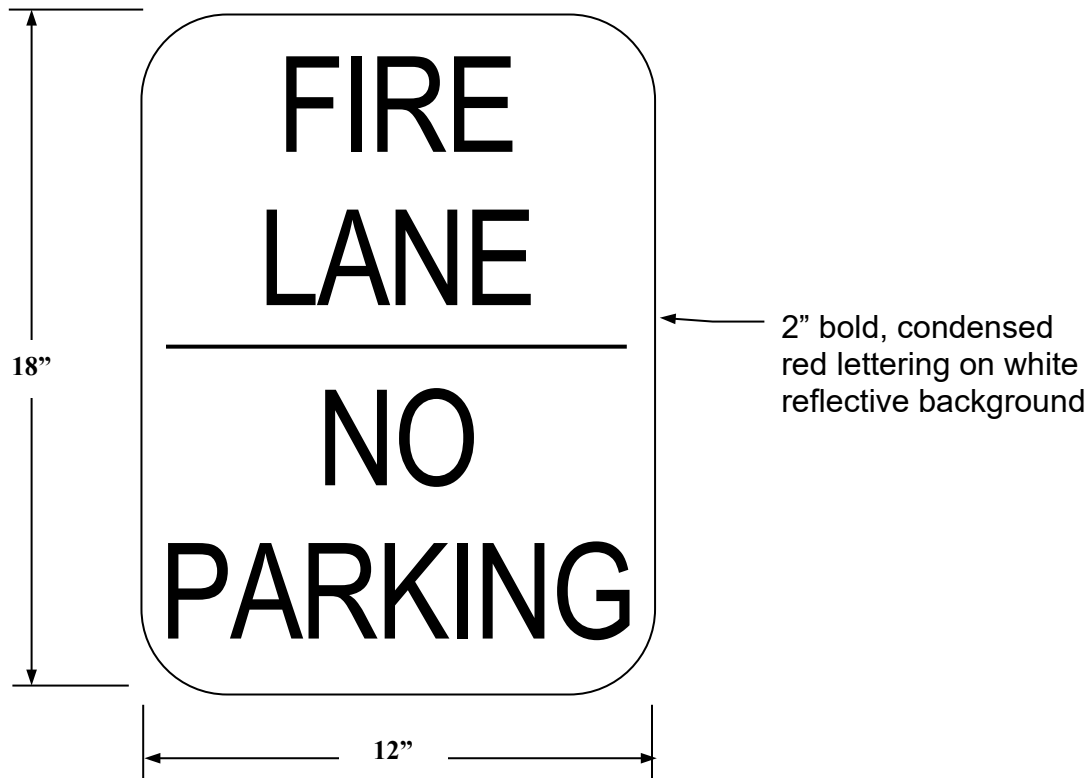 FIRE
LANE
NO
PARKING
18”
12”
2” bold, condensed
red lettering on white
reflective background